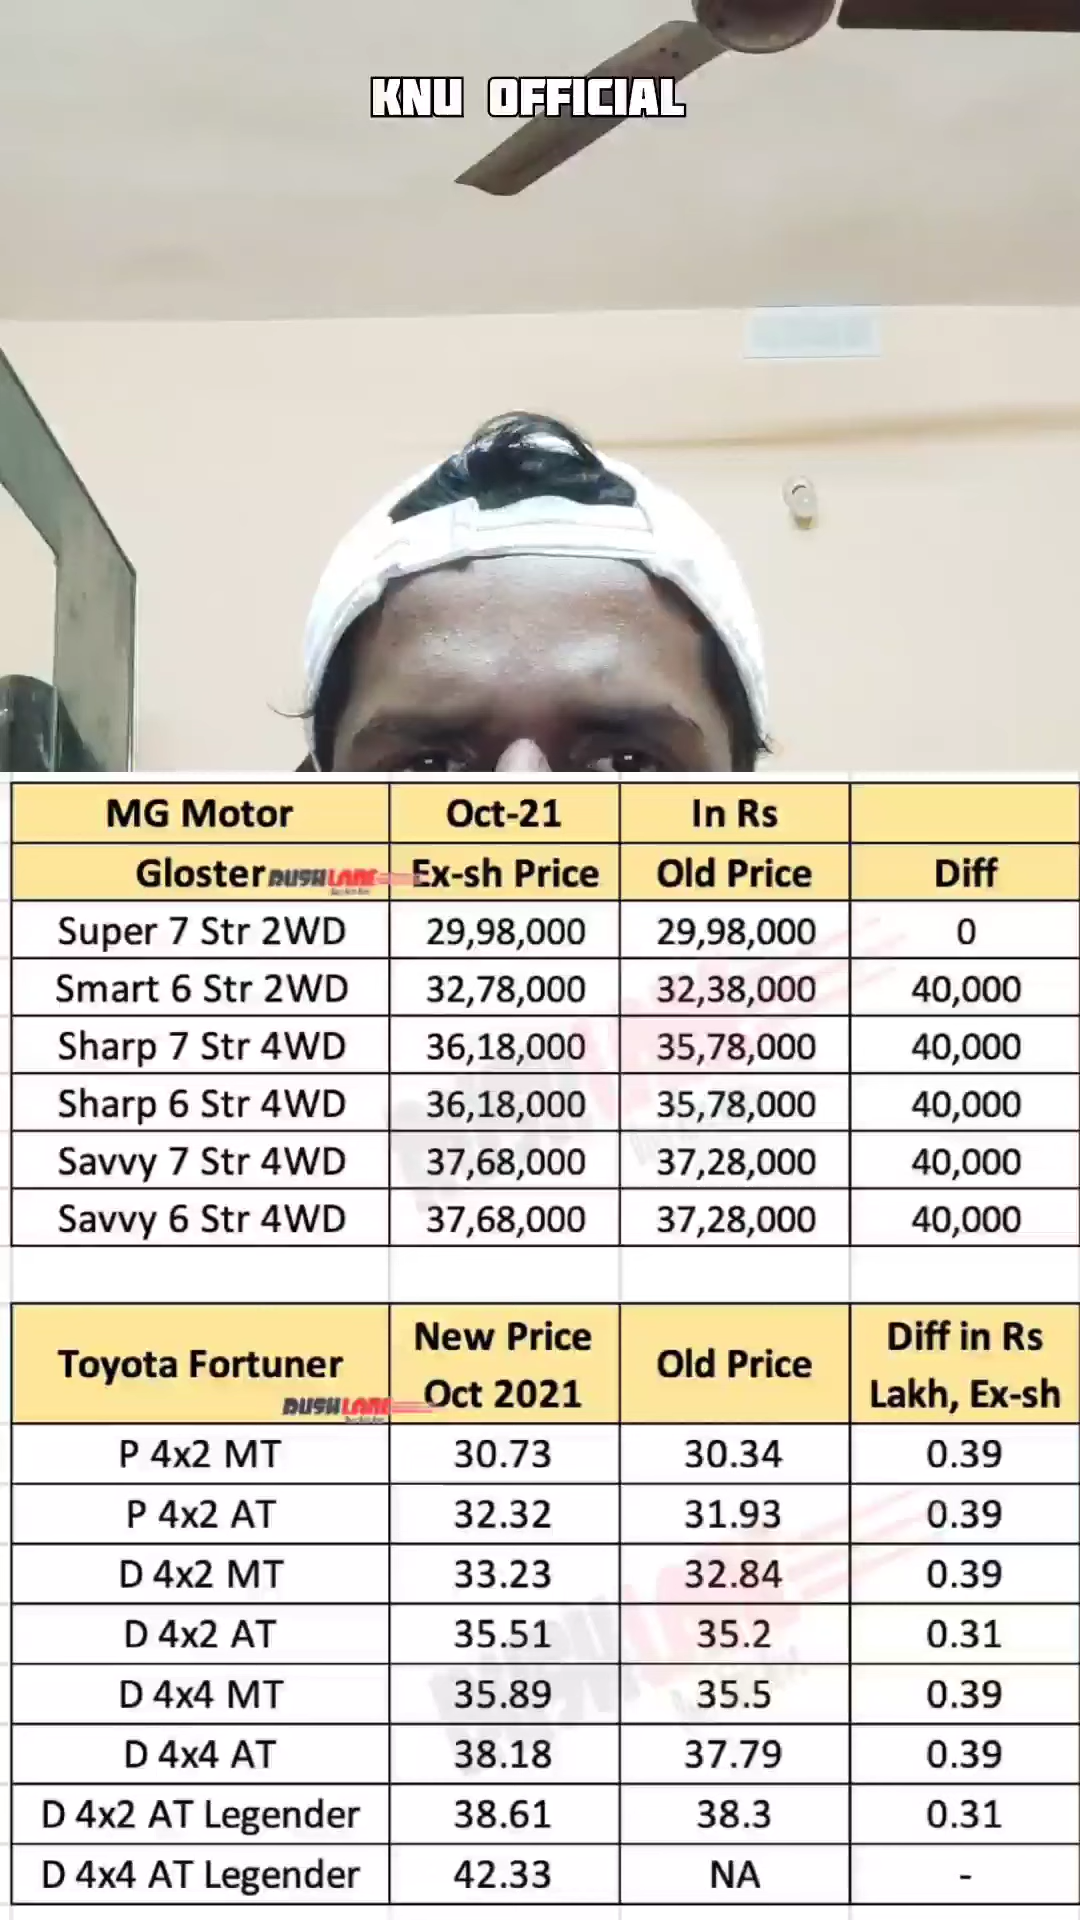 KNU OFFICIAL
MG Motor Oct-21 In Rs
Gloster RUSHLANE Ex-sh Price Old Price Diff
Super 7 Str 2WD 29,98,000 29,98,000 0
Smart 6 Str 2WD 32,78,000 32,38,000 40,000
Sharp 7 Str 4WD 36,18,000 35,78,000 40,000
Sharp 6 Str 4WD 36,18,000 35,78,000 40,000
Savvy 7 Str 4WD 37,68,000 37,28,000 40,000
Savvy 6 Str 4WD 37,68,000 37,28,000 40,000
Toyota Fortuner RUSHLANE New Price Oct 2021 Old Price Diff in Rs Lakh, Ex-sh
P 4x2 MT 30.73 30.34 0.39
P 4x2 AT 32.32 31.93 0.39
D 4x2 MT 33.23 32.84 0.39
D 4x2 AT 35.51 35.2 0.31
D 4x4 MT 35.89 35.5 0.39
D 4x4 AT 38.18 37.79 0.39
D 4x2 AT Legender 38.61 38.3 0.31
D 4x4 AT Legender 42.33 NA -